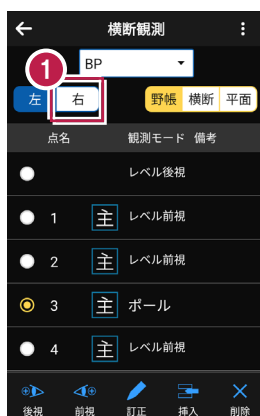 横断観測
1
BP
左 右 野帳 横断 平面
点名 観測モード 備考
レベル後視
1 主 レベル前視
2 主 レベル前視
3 主 ポール
4 主 レベル前視
後視 前視 訂正 挿入 削除